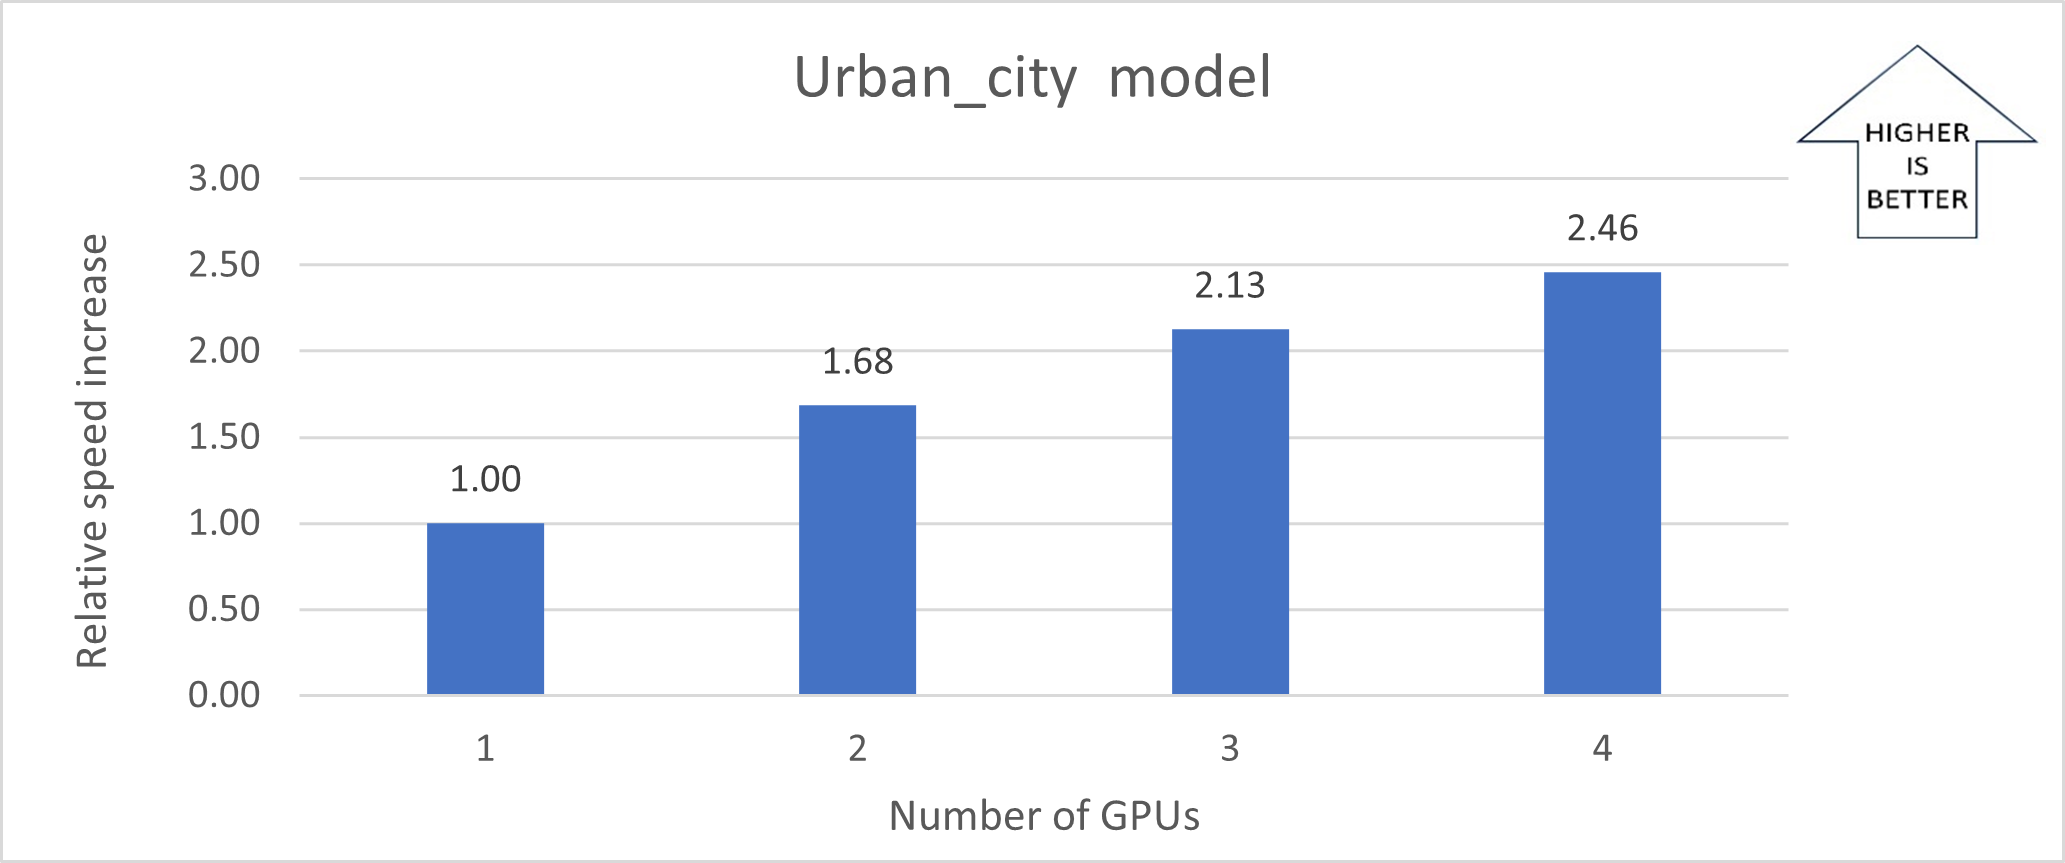 Urban_city  model
HIGHER
IS
BETTER
Relative speed increase
3.00
2.50
2.00
1.50
1.00
0.50
0.00
1.00
1.68
2.13
2.46
1
2
3
4
Number of GPUs